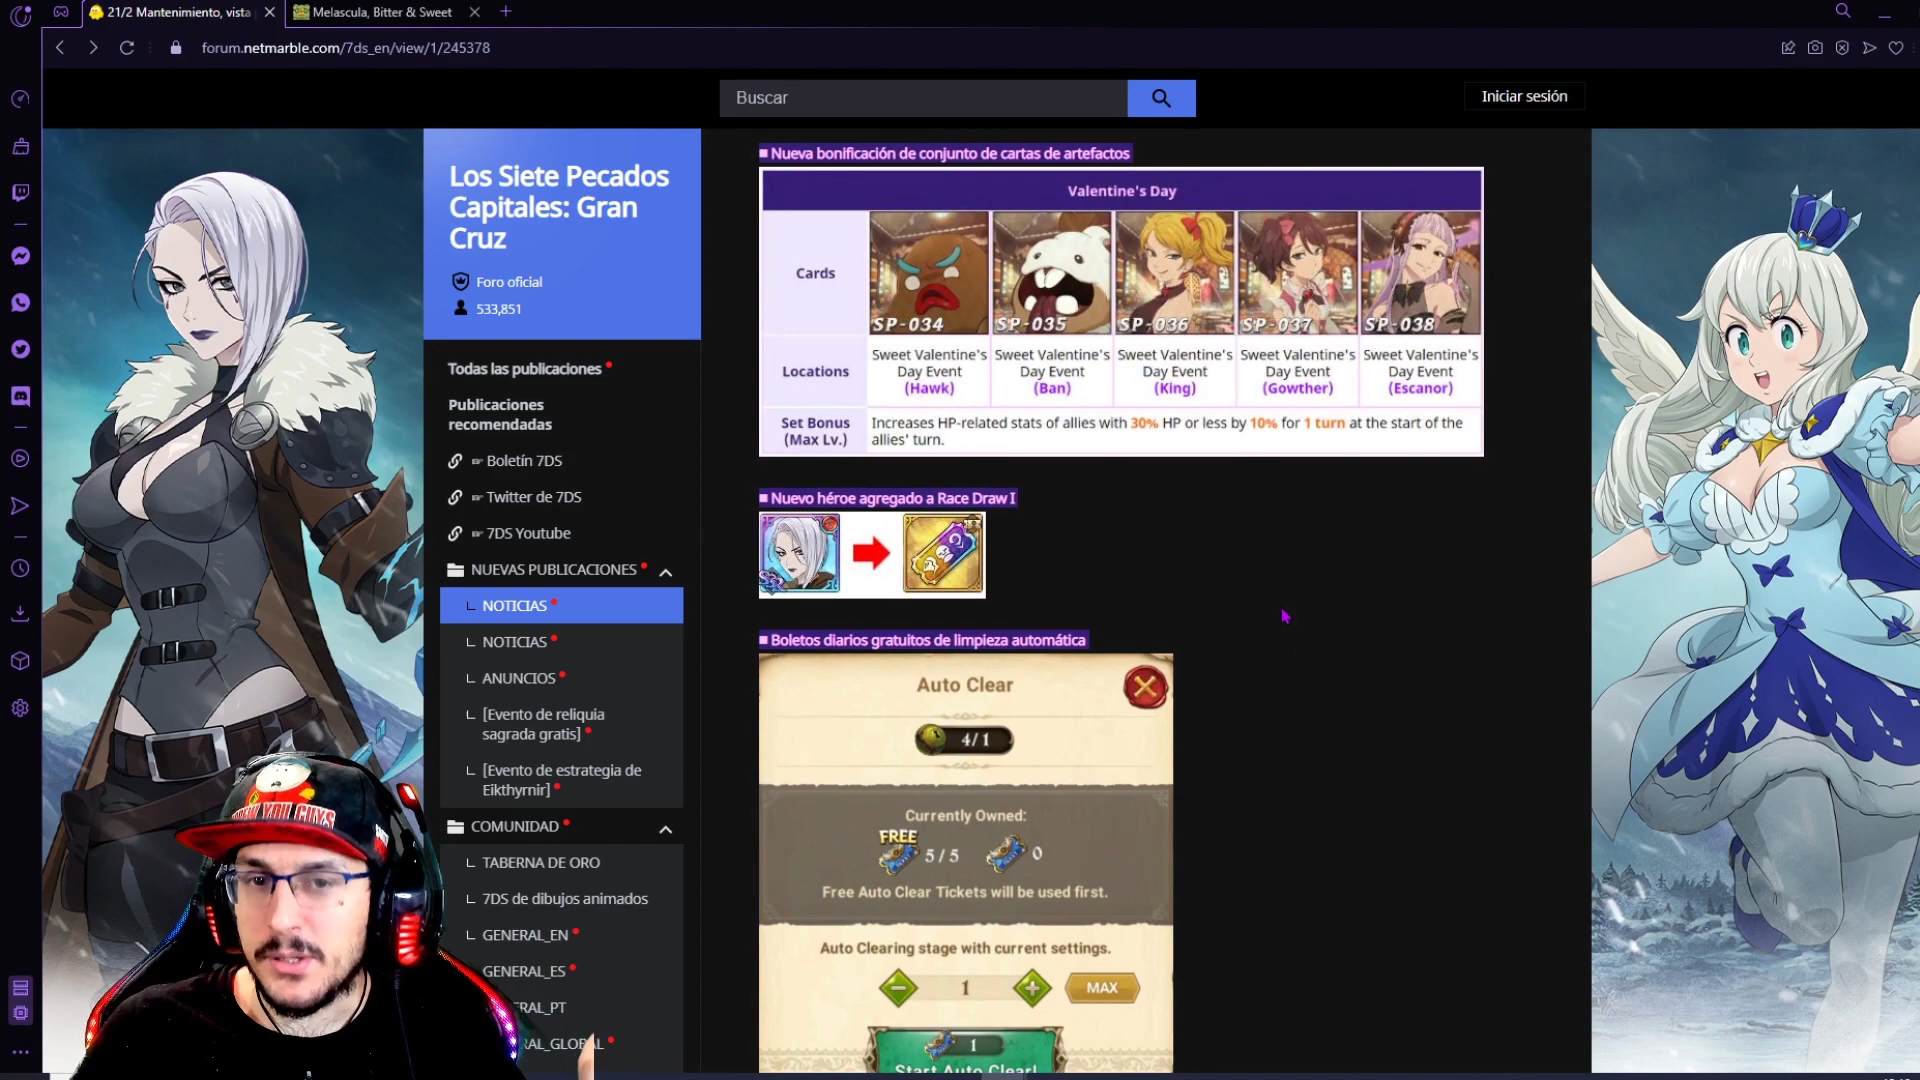 21/2 Mantenimiento, vista
Melascula, Bitter & Sweet
forum.netmarble.com/7ds_en/view/1/245378
Buscar
Iniciar sesión
Los Siete Pecados
Capitales: Gran
Cruz
Foro oficial
533,851
Todas las publicaciones
Publicaciones
recomendadas
☞ Boletín 7DS
☞ Twitter de 7DS
☞ 7DS Youtube
NUEVAS PUBLICACIONES
NOTICIAS
NOTICIAS
ANUNCIOS
[Evento de reliquia
sagrada gratis]
[Evento de estrategia de
Eikthyrnir]
COMUNIDAD
TABERNA DE ORO
7DS de dibujos animados
GENERAL_EN
GENERAL_ES
ERAL_PT
RAL_GLOBAL
■ Nueva bonificación de conjunto de cartas de artefactos
Valentine's Day
Cards
SP-034 SP-035 SP-036 SP-037 SP-038
Locations
Sweet Valentine's Day Event (Hawk)
Sweet Valentine's Day Event (Ban)
Sweet Valentine's Day Event (King)
Sweet Valentine's Day Event (Gowther)
Sweet Valentine's Day Event (Escanor)
Set Bonus
(Max Lv.)
Increases HP-related stats of allies with 30% HP or less by 10% for 1 turn at the start of the
allies' turn.
■ Nuevo héroe agregado a Race Draw I
■ Boletos diarios gratuitos de limpieza automática
Auto Clear
4/1
Currently Owned:
FREE
5/5 0
Free Auto Clear Tickets will be used first.
Auto Clearing stage with current settings.
1 MAX
1
Start Auto Clear!
YOU GUYS